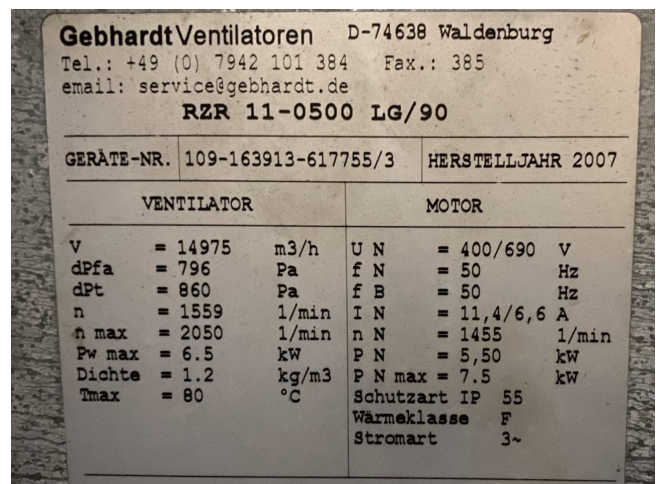 Gebhardt Ventilatoren D-74638 Waldenburg
Tel.: +49 (0) 7942 101 384 Fax.: 385
email: service@gebhardt.de
RZR 11-0500 LG/90
GERÄTE-NR. 109-163913-617755/3 HERSTELLJAHR 2007
VENTILATOR MOTOR
V = 14975 m3/h U N = 400/690 V
dPfa = 796 Pa f N = 50 Hz
dPt = 860 Pa f B = 50 Hz
n = 1559 1/min I N = 11,4/6,6 A
n max = 2050 1/min n N = 1455 1/min
Pw max = 6.5 kW P N = 5,50 kW
Dichte = 1.2 kg/m3 P N max = 7.5 kW
Tmax = 80 °C Schutzart IP 55
Wärmeklasse F
Stromart 3~